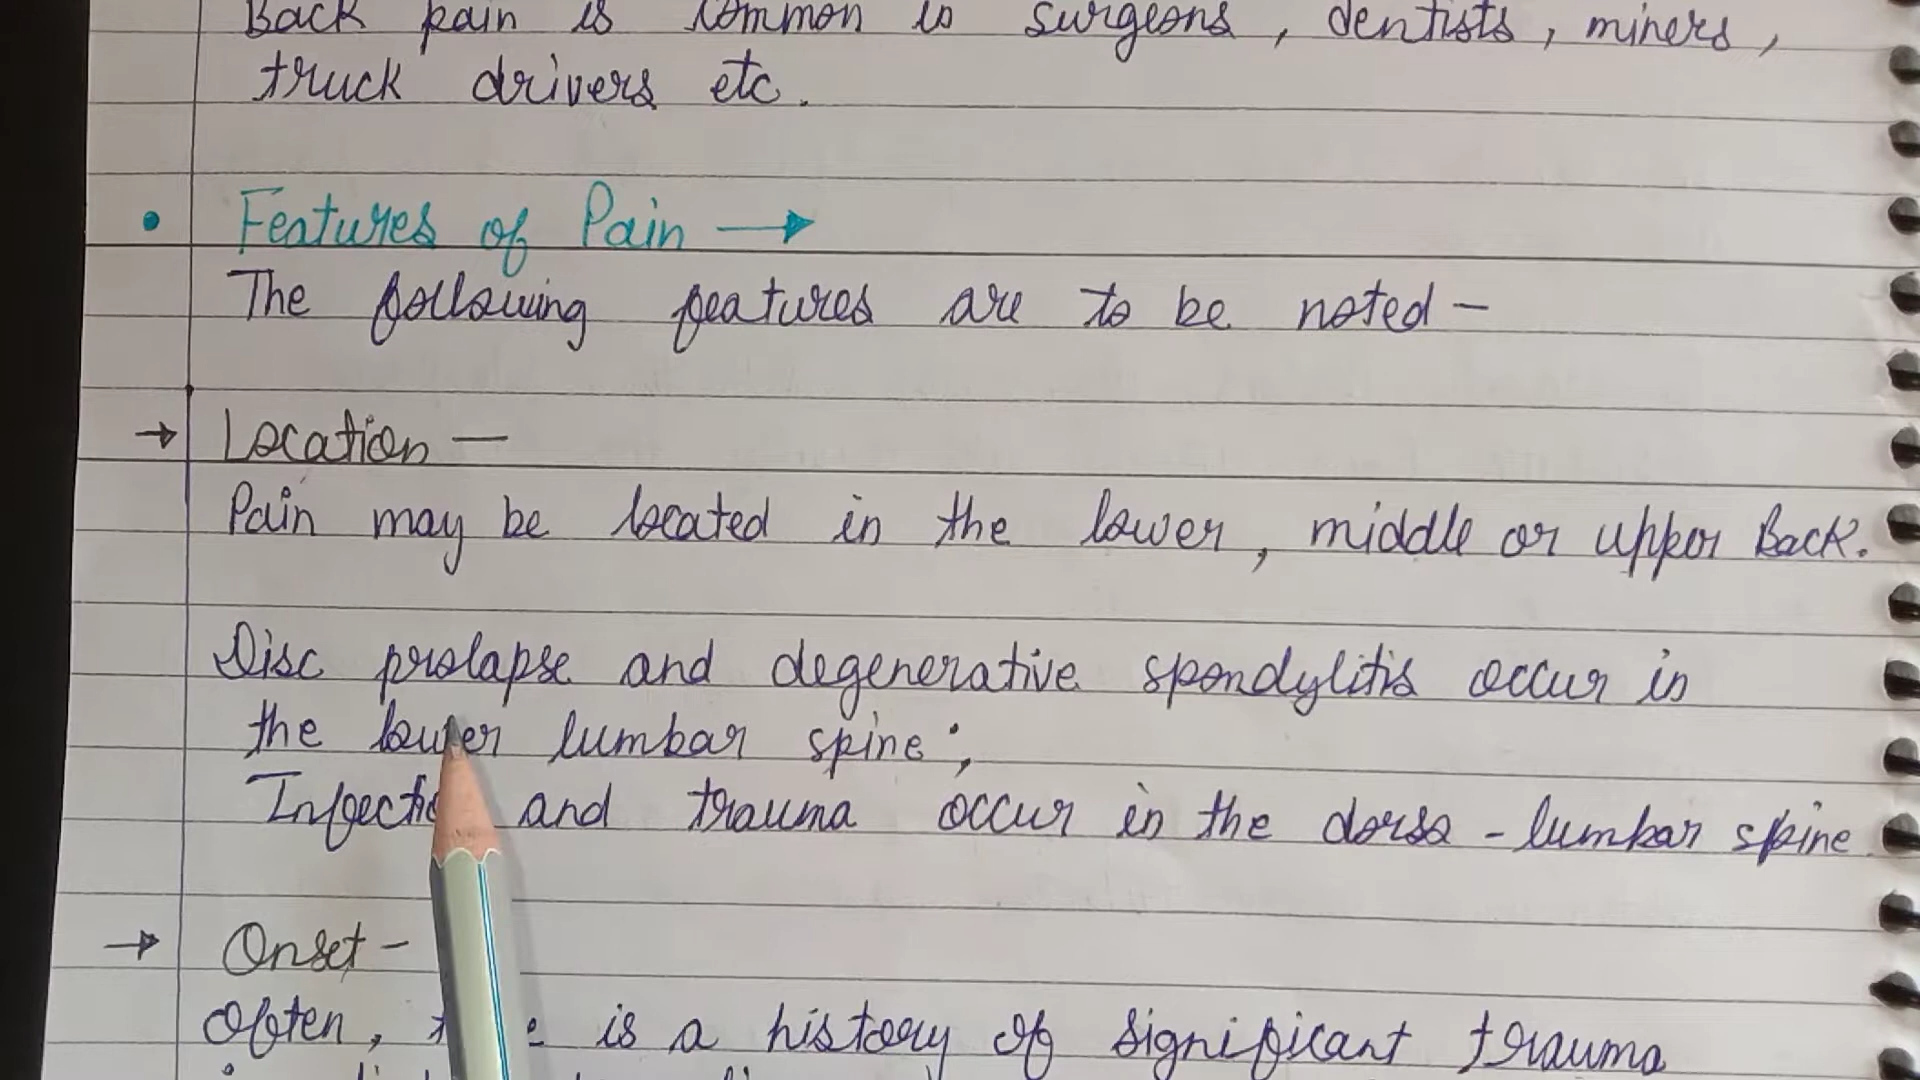 Back pain is common in surgeons, dentists, miners,
truck drivers etc.
• Features of Pain →
The following features are to be noted –
→ Location –
Pain may be located in the lower, middle or upper Back.
Disc prolapse and degenerative spondylitis occur in
the lower lumbar spine;
and trauma occur in the dorso - lumbar spine
→ Onset -
Often, is a history of significant trauma